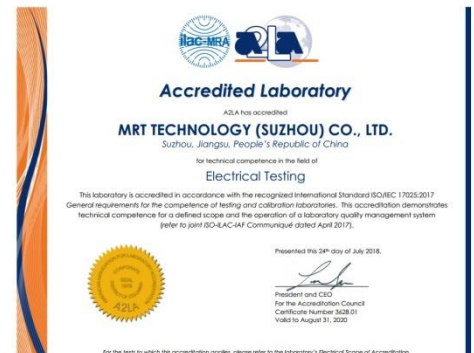 ilac-MRA
A2LA
Accredited Laboratory
A2LA has accredited
MRT TECHNOLOGY (SUZHOU) CO., LTD.
Suzhou, Jiangsu, People's Republic of China
for technical competence in the field of
Electrical Testing
This laboratory is accredited in accordance with the recognized International Standard ISO/IEC 17025:2017
General requirements for the competence of testing and calibration laboratories. This accreditation demonstrates
technical competence for a defined scope and the operation of a laboratory quality management system
(refer to joint ISO-ILAC-IAF Communiqué dated April 2017).
Presented this 24th day of July 2018.
President and CEO
For the Accreditation Council
Certificate Number 3628.01
Valid to August 31, 2020
SEAL
1978
A2LA
For the tests to which this accreditation applies, please refer to the laboratory's Electrical Scope of Accreditation.